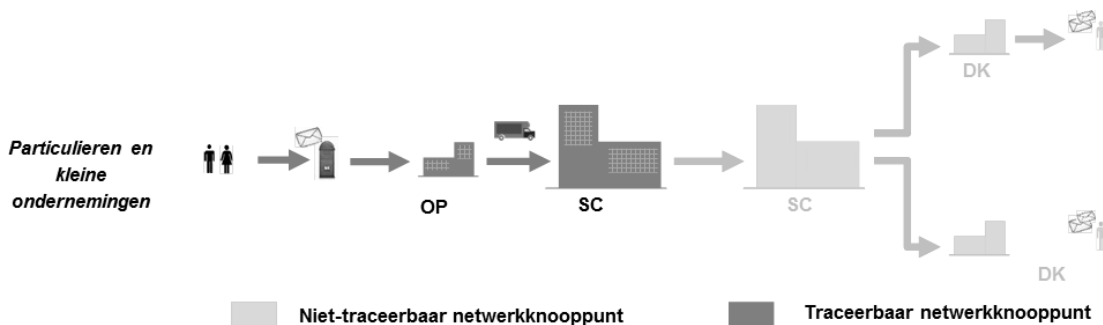 DK
Particulieren en
kleine
ondernemingen
OP
SC
SC
DK
Niet-traceerbaar netwerkknooppunt
Traceerbaar netwerkknooppunt